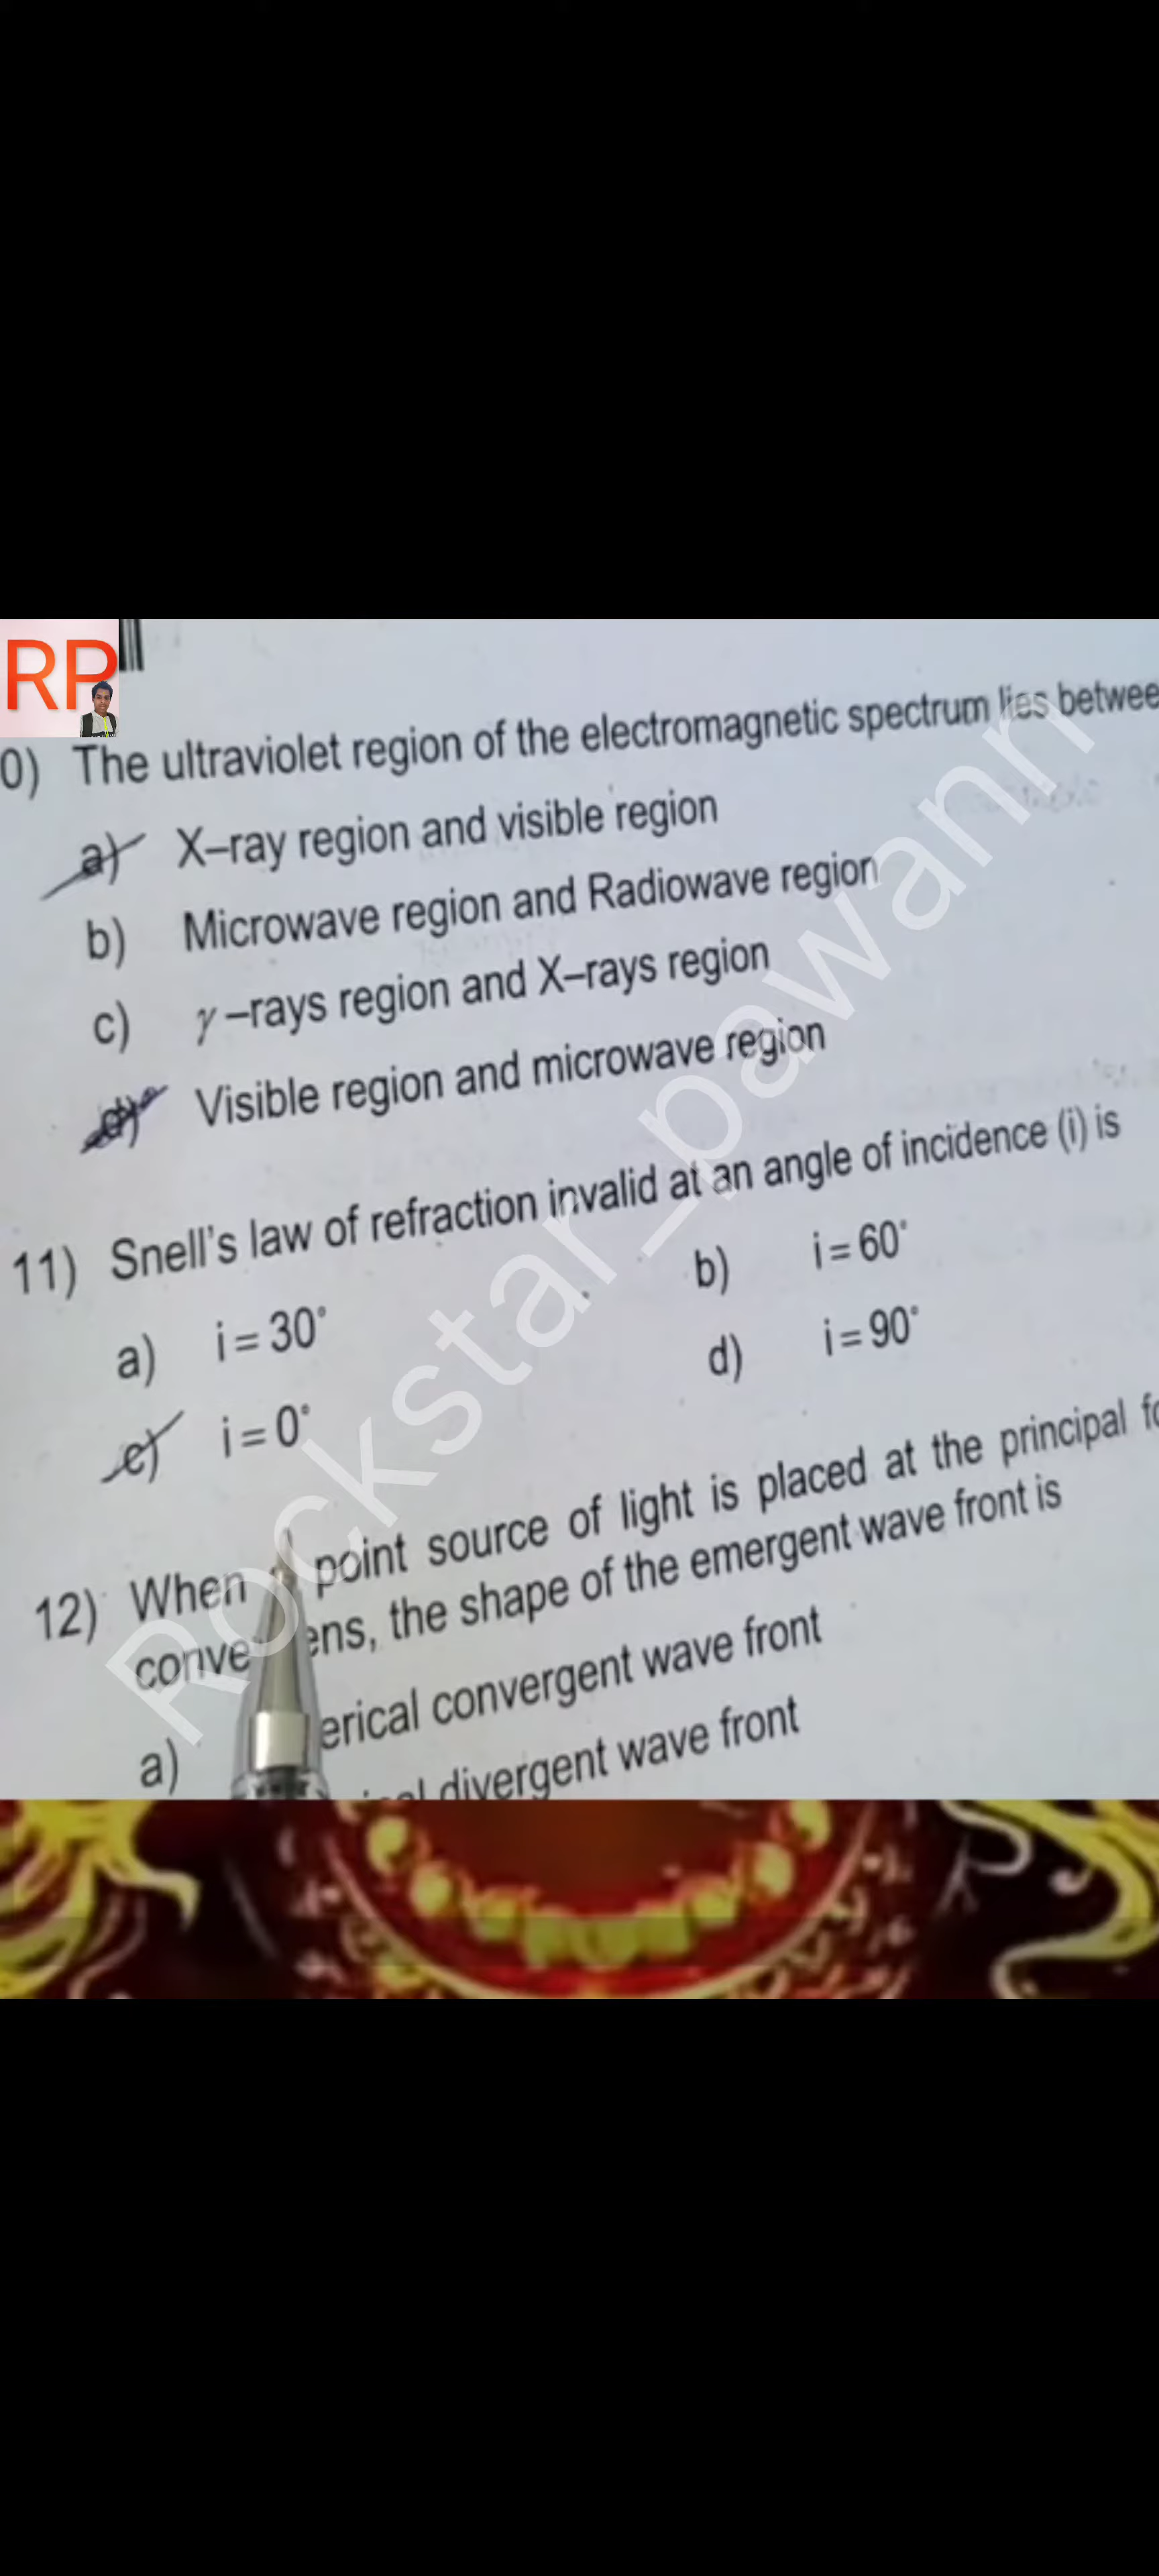 RP
0) The ultraviolet region of the electromagnetic spectrum lies betwee
a) X–ray region and visible region
b) Microwave region and Radiowave region
c) γ –rays region and X–rays region
d) Visible region and microwave region
11) Snell's law of refraction invalid at an angle of incidence (i) is
a) i = 30° b) i = 60°
c) i = 0° d) i = 90°
12) When point source of light is placed at the principal fo
conve ens, the shape of the emergent wave front is
a) erical convergent wave front
divergent wave front
Rockstar_pawann